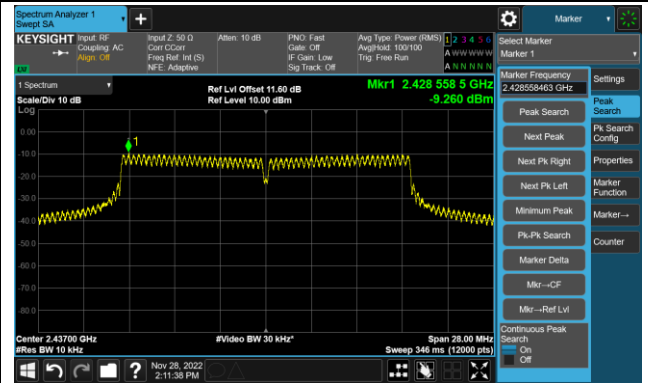 Spectrum Analyzer 1
Swept SA
Marker
KEYSIGHT
Input: RF
Coupling: AC
Align: Off
Input Z: 50 Ω
Corr CCorr
Freq Ref: Int (S)
NFE: Adaptive
Atten: 10 dB
PNO: Fast
Gate: Off
IF Gain: Low
Sig Track: Off
Avg Type: Power (RMS)
Avg|Hold: 100/100
Trig: Free Run
1 2 3 4 5 6
A W W W W W
A N N N N N
Select Marker
Marker 1
1 Spectrum
Scale/Div 10 dB
Log
Ref Lvl Offset 11.60 dB
Ref Level 10.00 dBm
Mkr1 2.428 558 5 GHz
-9.260 dBm
1
0.00
-10.0
-20.0
-30.0
-40.0
-50.0
-60.0
-70.0
-80.0
Center 2.43700 GHz
#Res BW 10 kHz
#Video BW 30 kHz*
Span 28.00 MHz
Sweep 346 ms (12000 pts)
Marker Frequency
2.428558463 GHz
Peak Search
Next Peak
Next Pk Right
Next Pk Left
Minimum Peak
Pk-Pk Search
Marker Delta
Mkr→CF
Mkr→Ref Lvl
Continuous Peak
Search
On
Off
Settings
Peak
Search
Pk Search
Config
Properties
Marker
Function
Marker→
Counter
Nov 28, 2022
2:11:38 PM